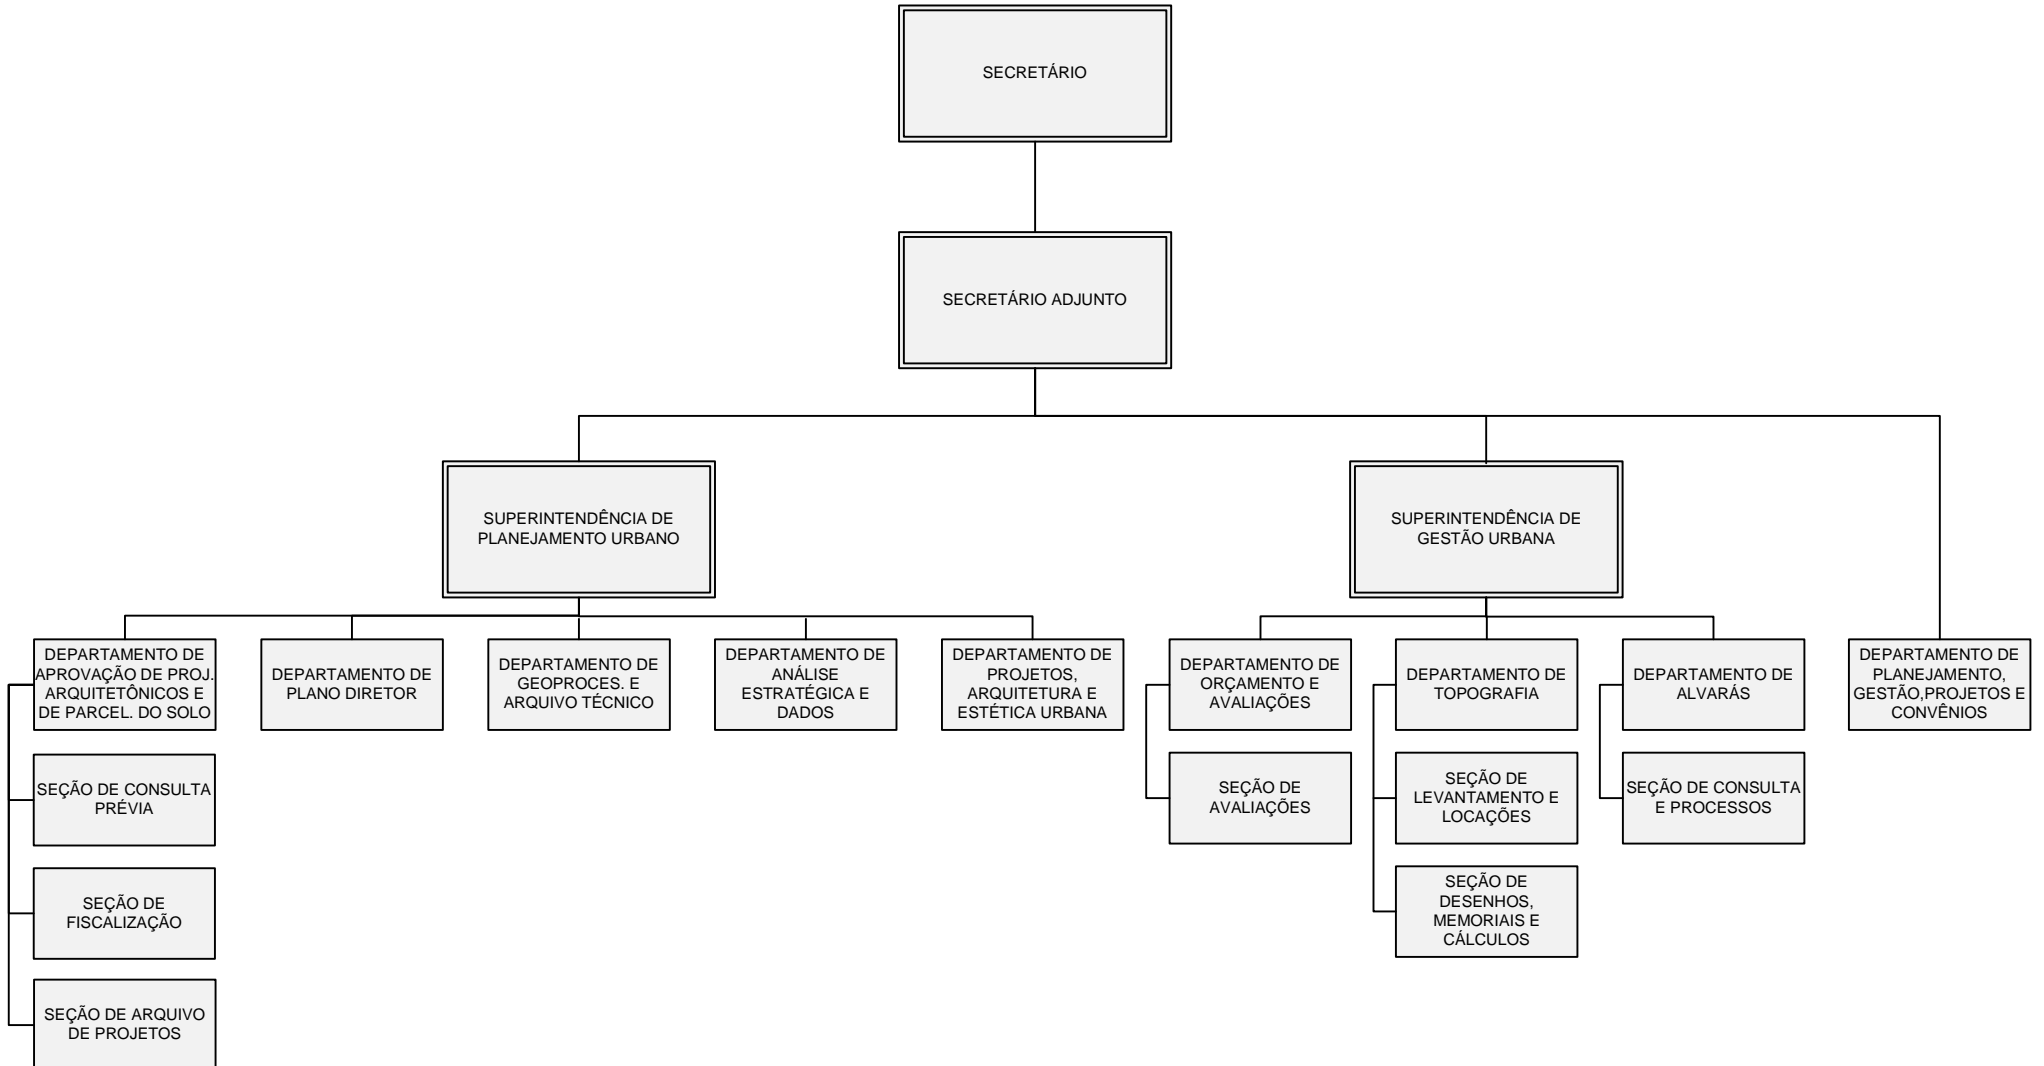 SECRETÁRIO
SECRETÁRIO ADJUNTO
SUPERINTENDÊNCIA DE
PLANEJAMENTO URBANO
SUPERINTENDÊNCIA DE
GESTÃO URBANA
DEPARTAMENTO DE
APROVAÇÃO DE PROJ.
ARQUITETÔNICOS E
DE PARCEL. DO SOLO
DEPARTAMENTO DE
PLANO DIRETOR
DEPARTAMENTO DE
GEOPROCES. E
ARQUIVO TÉCNICO
DEPARTAMENTO DE
ANÁLISE
ESTRATÉGICA E
DADOS
DEPARTAMENTO DE
PROJETOS,
ARQUITETURA E
ESTÉTICA URBANA
DEPARTAMENTO DE
ORÇAMENTO E
AVALIAÇÕES
DEPARTAMENTO DE
TOPOGRAFIA
DEPARTAMENTO DE
ALVARÁS
DEPARTAMENTO DE
PLANEJAMENTO,
GESTÃO,PROJETOS E
CONVÊNIOS
SEÇÃO DE CONSULTA
PRÉVIA
SEÇÃO DE
AVALIAÇÕES
SEÇÃO DE
LEVANTAMENTO E
LOCAÇÕES
SEÇÃO DE CONSULTA
E PROCESSOS
SEÇÃO DE
FISCALIZAÇÃO
SEÇÃO DE
DESENHOS,
MEMORIAIS E
CÁLCULOS
SEÇÃO DE ARQUIVO
DE PROJETOS